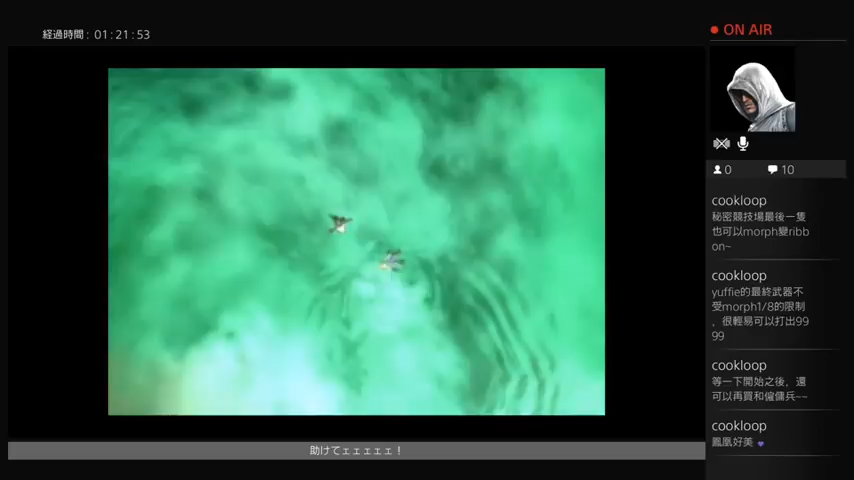 経過時間 : 01:21:53
ON AIR
0
10
cookloop
秘密競技場最後一隻
也可以morph變ribb
on~
cookloop
yuffie的最終武器不
受morph1/8的限制
，很輕易可以打出99
99
cookloop
等一下開始之後，還
可以再買和僱傭兵~~
cookloop
鳳凰好美
助けてェェェェェ！